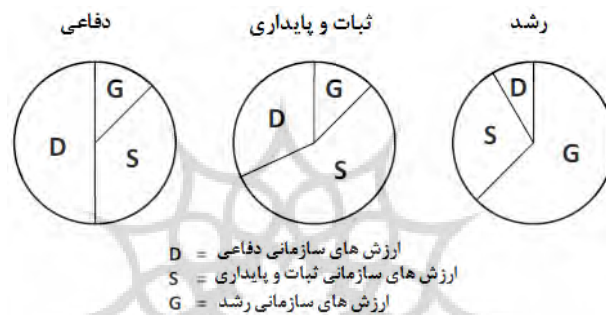 رشد
ثبات و پایداری
دفاعی
D
G
S
G
D
S
G
S
D
D = ارزش های سازمانی دفاعی
S = ارزش های سازمانی ثبات و پایداری
G = ارزش های سازمانی رشد